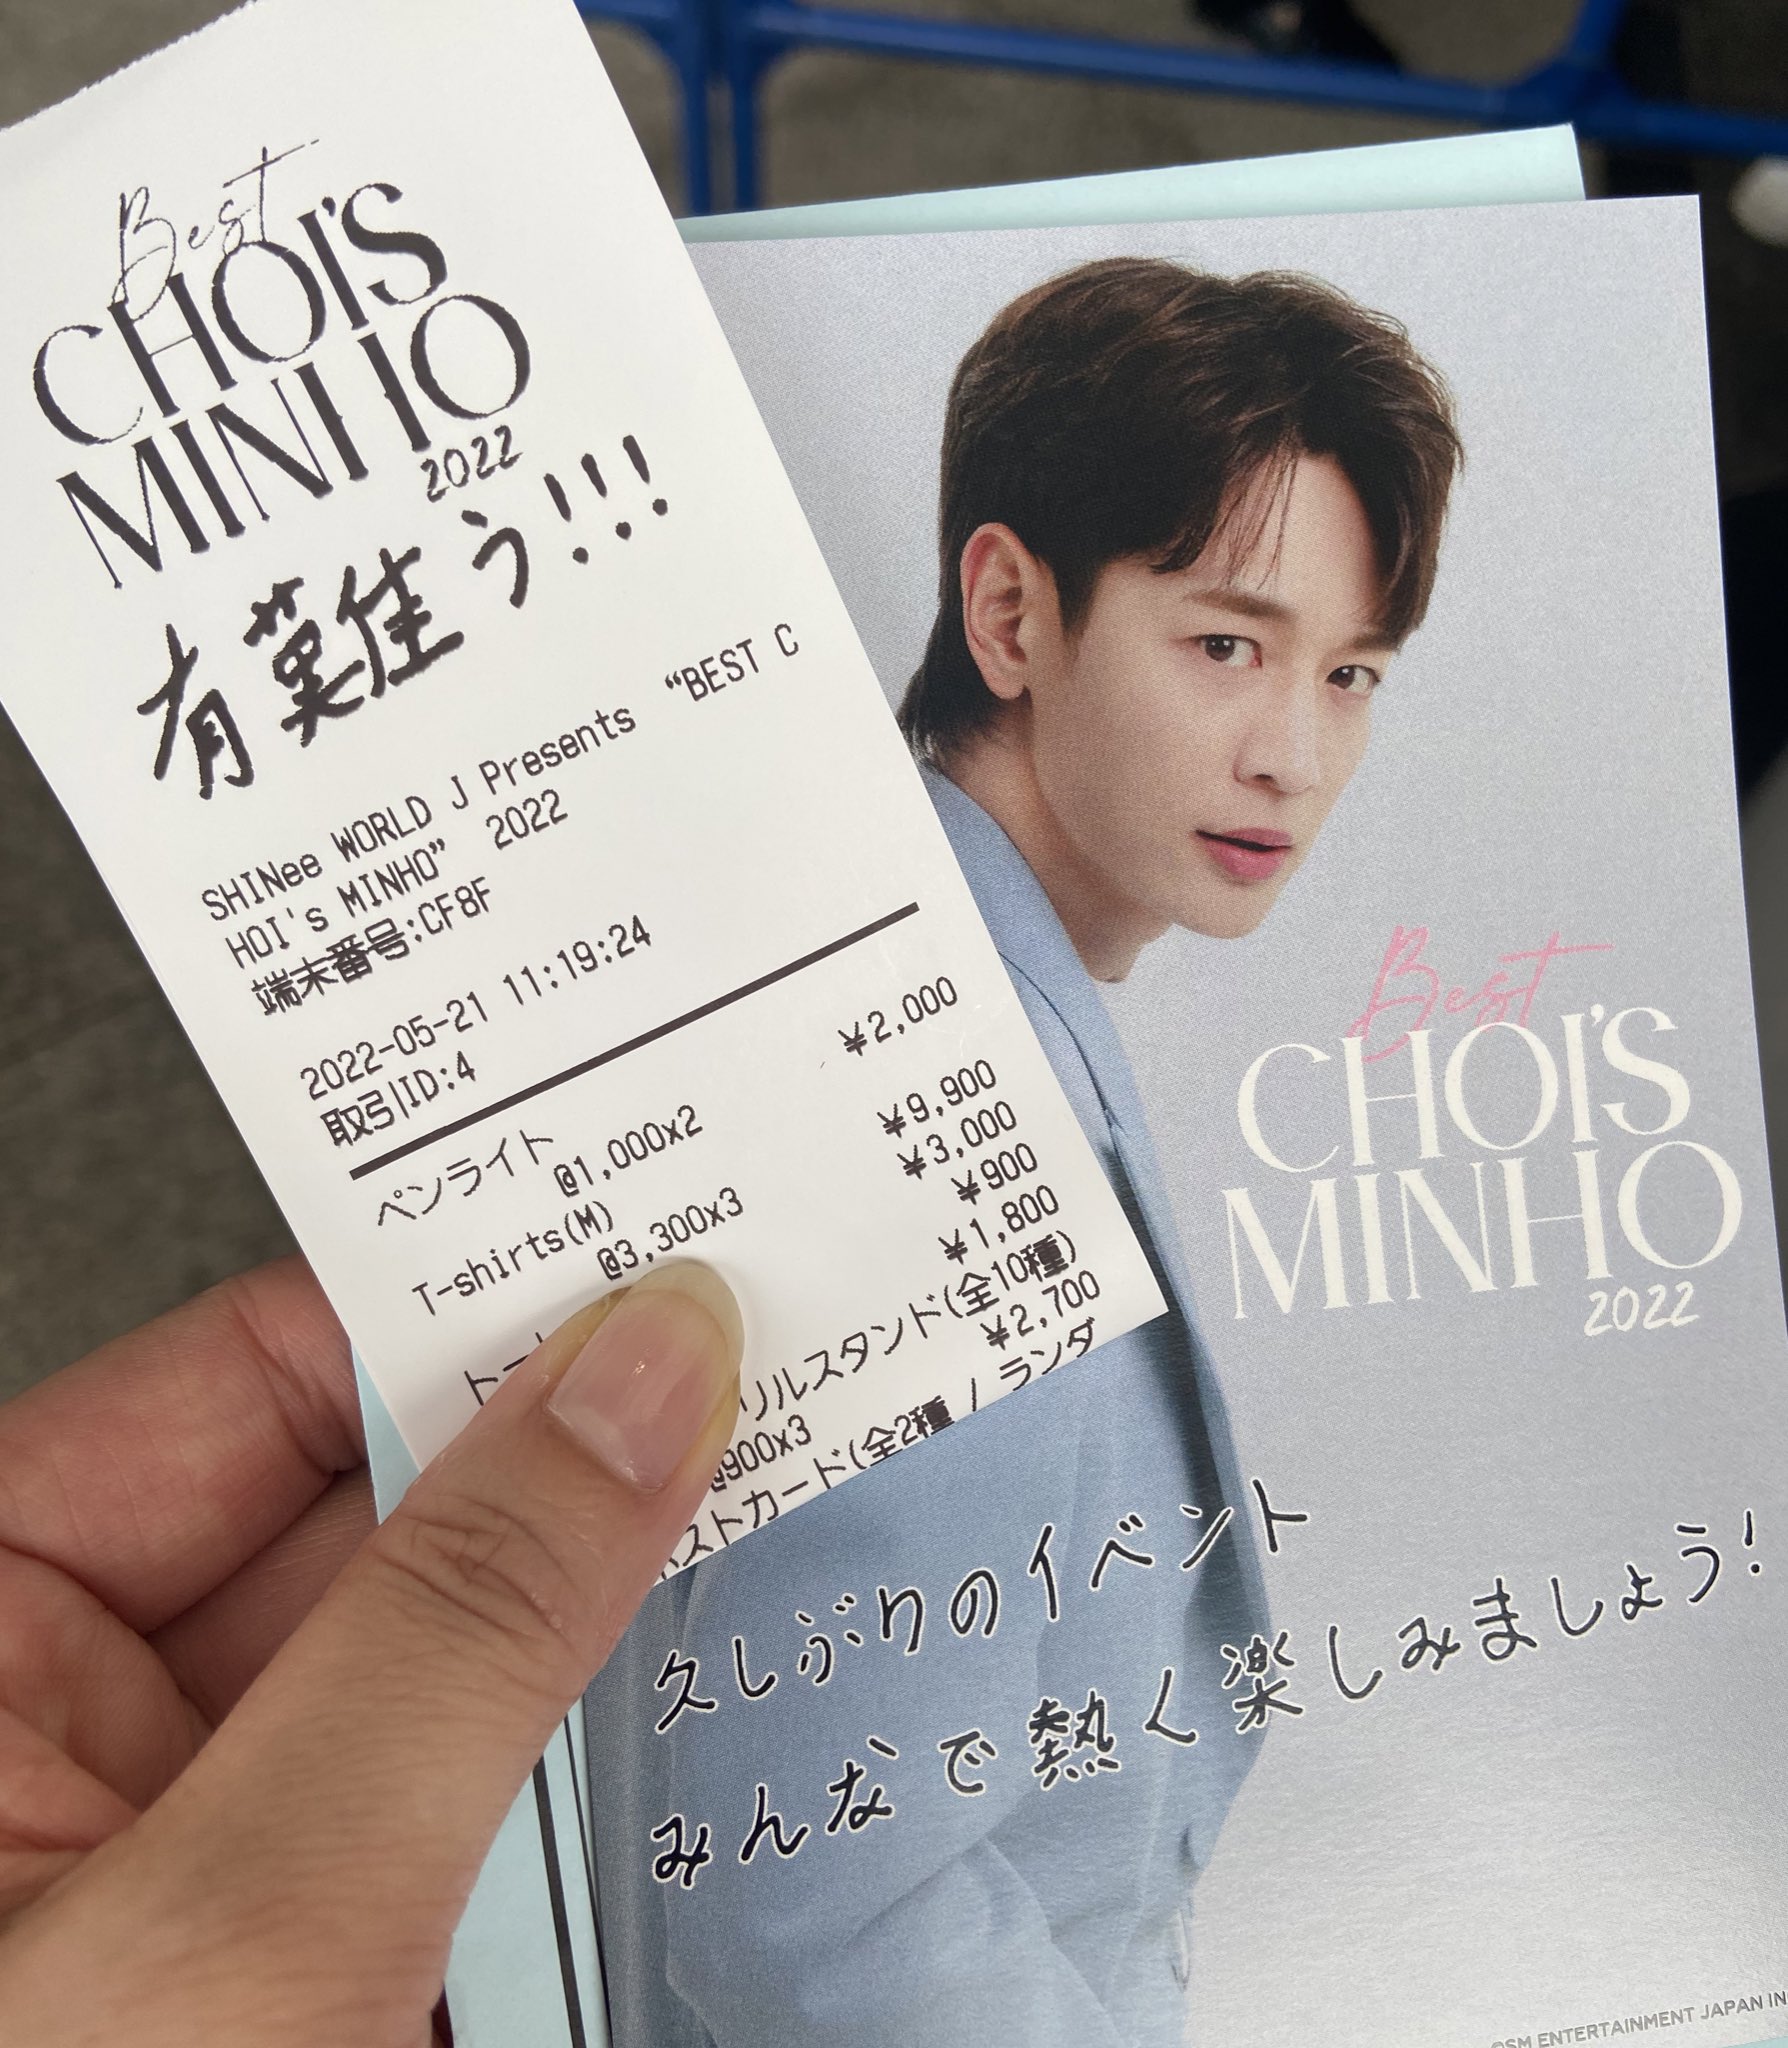 Best
CHOI'S
MINHO
2022
有難う!!!
SHINee WORLD J Presents “BEST C
HOI's MINHO” 2022
端末番号:CF8F
2022-05-21 11:19:24
取引ID:4
ペンライト
@1,000x2 ¥2,000
T-shirts(M)
@3,300x3 ¥9,900
¥3,000
¥900
¥1,800
リルスタンド(全10種)
@900x3 ¥2,700
ストカード(全2種 / ランダ
Best
CHOI'S
MINHO
2022
久しぶりのイベント
みんなで熱く楽しみましょう!
©SM ENTERTAINMENT JAPAN IN